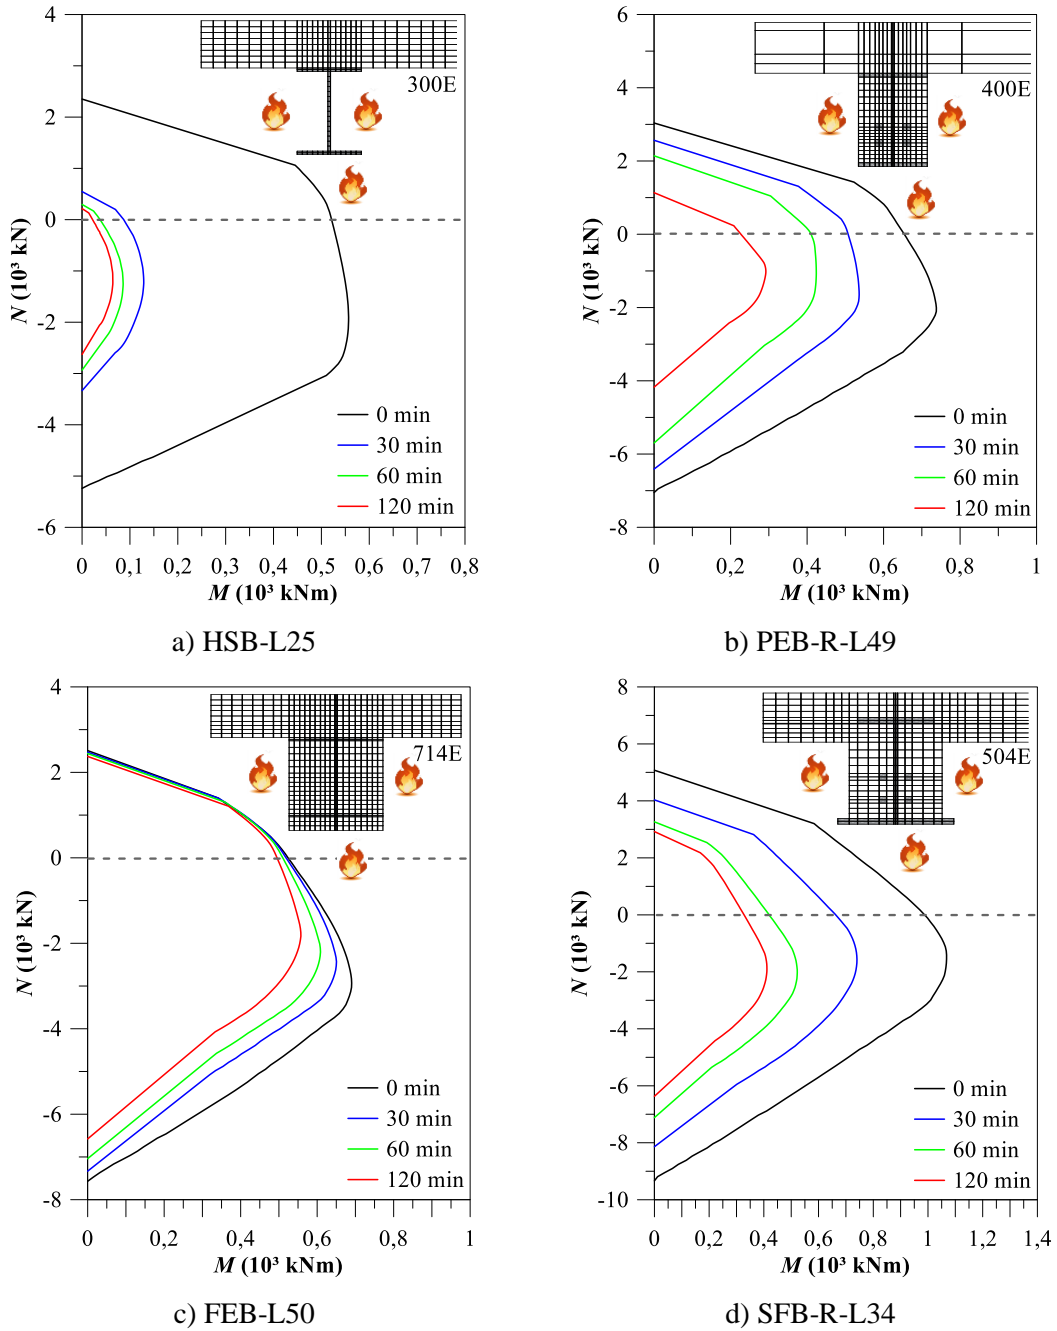 4
2
0
-2
-4
-6
N (10³ kN)
300E
0 min
30 min
60 min
120 min
0 0,1 0,2 0,3 0,4 0,5 0,6 0,7 0,8
M (10³ kNm)
a) HSB-L25
6
4
2
0
-2
-4
-6
-8
N (10³ kN)
400E
0 min
30 min
60 min
120 min
0 0,2 0,4 0,6 0,8 1
M (10³ kNm)
b) PEB-R-L49
4
2
0
-2
-4
-6
-8
N (10³ kN)
714E
0 min
30 min
60 min
120 min
0 0,2 0,4 0,6 0,8 1
M (10³ kNm)
c) FEB-L50
8
6
4
2
0
-2
-4
-6
-8
-10
N (10³ kN)
504E
0 min
30 min
60 min
120 min
0 0,2 0,4 0,6 0,8 1 1,2 1,4
M (10³ kNm)
d) SFB-R-L34